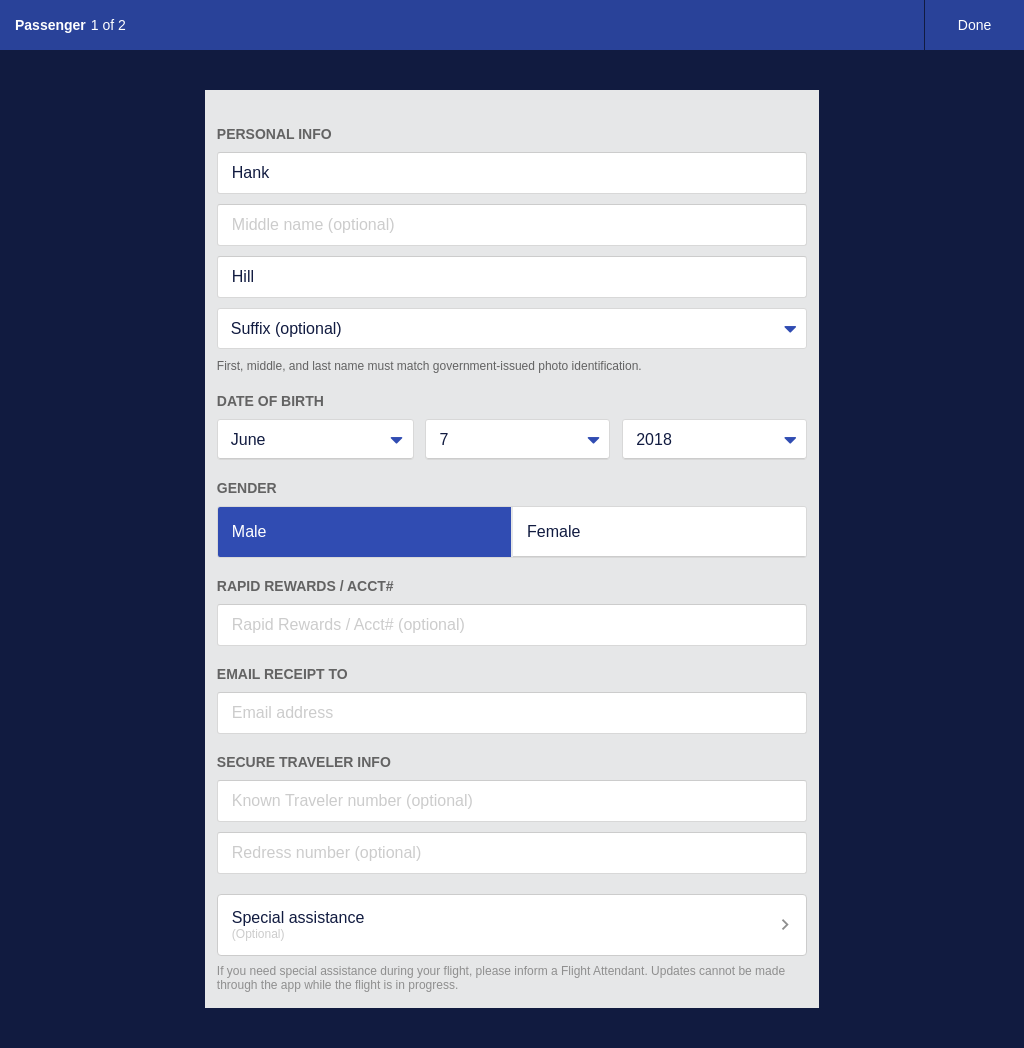 Passenger 1 of 2
Done
PERSONAL INFO
Hank
Middle name (optional)
Hill
Suffix (optional)
First, middle, and last name must match government-issued photo identification.
DATE OF BIRTH
June 7 2018
GENDER
Male Female
RAPID REWARDS / ACCT#
Rapid Rewards / Acct# (optional)
EMAIL RECEIPT TO
Email address
SECURE TRAVELER INFO
Known Traveler number (optional)
Redress number (optional)
Special assistance
(Optional)
If you need special assistance during your flight, please inform a Flight Attendant. Updates cannot be made
through the app while the flight is in progress.